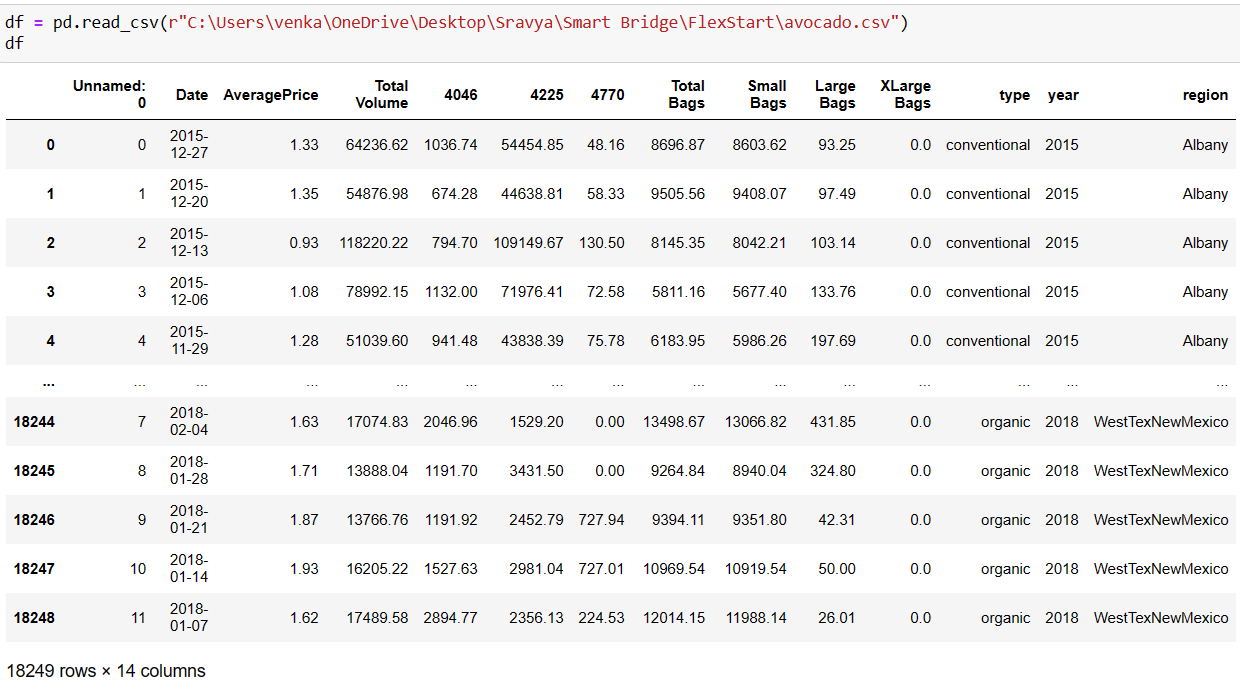 df = pd.read_csv(r"C:\Users\venka\OneDrive\Desktop\Sravya\Smart Bridge\FlexStart\avocado.csv")
df
Unnamed: 0 Date AveragePrice Total Volume 4046 4225 4770 Total Bags Small Bags Large Bags XLarge Bags type year region
0 0 2015-12-27 1.33 64236.62 1036.74 54454.85 48.16 8696.87 8603.62 93.25 0.0 conventional 2015 Albany
1 1 2015-12-20 1.35 54876.98 674.28 44638.81 58.33 9505.56 9408.07 97.49 0.0 conventional 2015 Albany
2 2 2015-12-13 0.93 118220.22 794.70 109149.67 130.50 8145.35 8042.21 103.14 0.0 conventional 2015 Albany
3 3 2015-12-06 1.08 78992.15 1132.00 71976.41 72.58 5811.16 5677.40 133.76 0.0 conventional 2015 Albany
4 4 2015-11-29 1.28 51039.60 941.48 43838.39 75.78 6183.95 5986.26 197.69 0.0 conventional 2015 Albany
... ... ... ... ... ... ... ... ... ... ... ... ... ... ...
18244 7 2018-02-04 1.63 17074.83 2046.96 1529.20 0.00 13498.67 13066.82 431.85 0.0 organic 2018 WestTexNewMexico
18245 8 2018-01-28 1.71 13888.04 1191.70 3431.50 0.00 9264.84 8940.04 324.80 0.0 organic 2018 WestTexNewMexico
18246 9 2018-01-21 1.87 13766.76 1191.92 2452.79 727.94 9394.11 9351.80 42.31 0.0 organic 2018 WestTexNewMexico
18247 10 2018-01-14 1.93 16205.22 1527.63 2981.04 727.01 10969.54 10919.54 50.00 0.0 organic 2018 WestTexNewMexico
18248 11 2018-01-07 1.62 17489.58 2894.77 2356.13 224.53 12014.15 11988.14 26.01 0.0 organic 2018 WestTexNewMexico
18249 rows × 14 columns